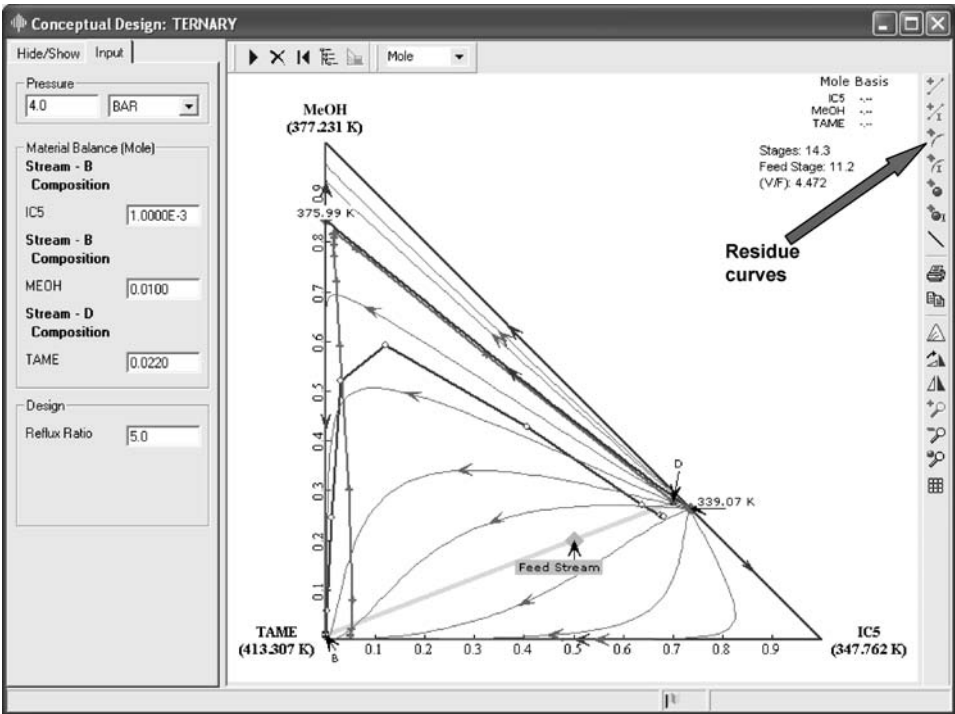 Conceptual Design: TERNARY
Hide/Show Input
Pressure
4.0 BAR
Material Balance (Mole)
Stream - B
Composition
IC5 1.0000E-3
Stream - B
Composition
MEOH 0.0100
Stream - D
Composition
TAME 0.0220
Design
Reflux Ratio 5.0
Mole
Mole Basis
IC5 -.--
MeOH -.--
TAME -.--
Stages: 14.3
Feed Stage: 11.2
(V/F): 4.472
Residue
curves
MeOH
(377.231 K)
0.9
375.99 K
0.8
0.7
0.6
0.5
0.4
0.3
0.2
0.1
D
339.07 K
Feed Stream
TAME
(413.307 K)
B
0.1 0.2 0.3 0.4 0.5 0.6 0.7 0.8 0.9
IC5
(347.762 K)